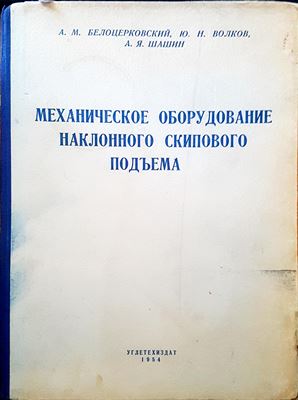 А. М. БЕЛОЦЕРКОВСКИЙ, Ю. Н. ВОЛКОВ,
А. Я. ШАШИН
МЕХАНИЧЕСКОЕ ОБОРУДОВАНИЕ
НАКЛОННОГО СКИПОВОГО
ПОДЪЕМА
УГЛЕТЕХИЗДАТ
1954